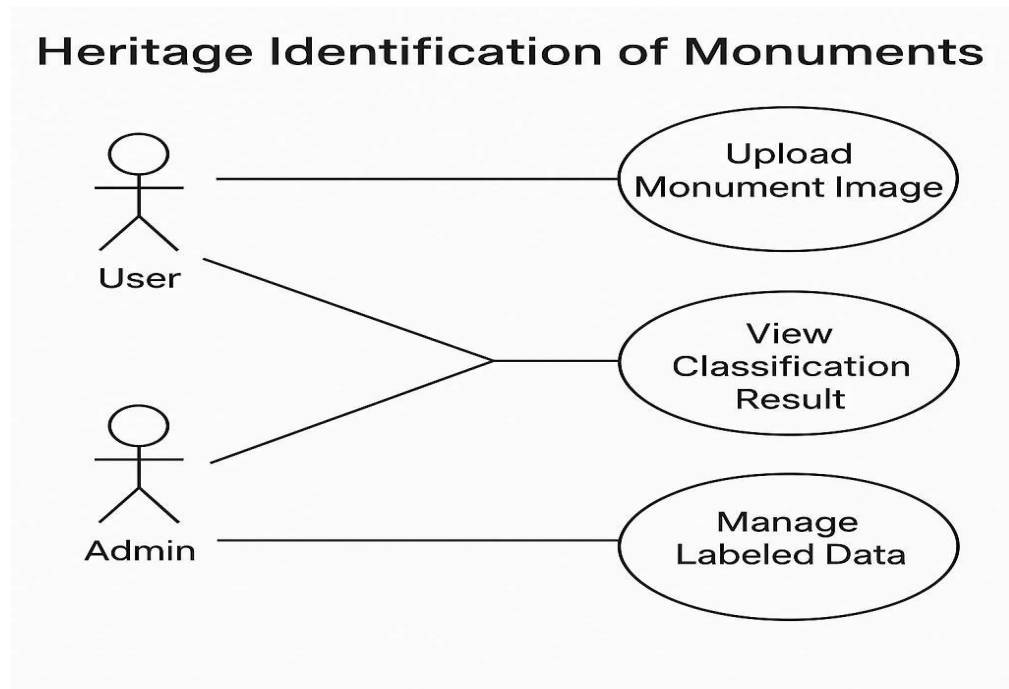 Heritage Identification of Monuments
Upload
Monument Image
User
View
Classification
Result
Admin
Manage
Labeled Data